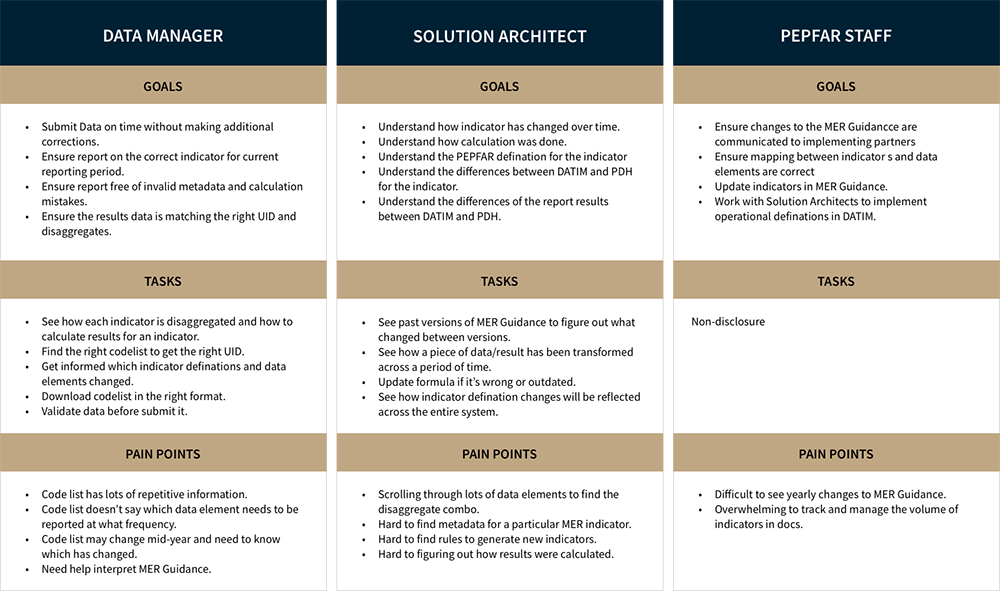 DATA MANAGER
GOALS
• Submit Data on time without making additional
corrections.
• Ensure report on the correct indicator for current
reporting period.
• Ensure report free of invalid metadata and calculation
mistakes.
• Ensure the results data is matching the right UID and
disaggregates.
TASKS
• See how each indicator is disaggregated and how to
calculate results for an indicator.
• Find the right codelist to get the right UID.
• Get informed which indicator definations and data
elements changed.
• Download codelist in the right format.
• Validate data before submit it.
PAIN POINTS
• Code list has lots of repetitive information.
• Code list doesn't say which data element needs to be
reported at what frequency.
• Code list may change mid-year and need to know
which has changed.
• Need help interpret MER Guidance.
SOLUTION ARCHITECT
GOALS
• Understand how indicator has changed over time.
• Understand how calculation was done.
• Understand the PEPFAR defination for the indicator
• Understand the differences between DATIM and PDH
for the indicator.
• Understand the differences of the report results
between DATIM and PDH.
TASKS
• See past versions of MER Guidance to figure out what
changed between versions.
• See how a piece of data/result has been transformed
across a period of time.
• Update formula if it's wrong or outdated.
• See how indicator defination changes will be reflected
across the entire system.
PAIN POINTS
• Scrolling through lots of data elements to find the
disaggregate combo.
• Hard to find metadata for a particular MER indicator.
• Hard to find rules to generate new indicators.
• Hard to figuring out how results were calculated.
PEPFAR STAFF
GOALS
• Ensure changes to the MER Guidancce are
communicated to implementing partners
• Ensure mapping between indicator s and data
elements are correct
• Update indicators in MER Guidance.
• Work with Solution Architects to implement
operational definations in DATIM.
TASKS
Non-disclosure
PAIN POINTS
• Difficult to see yearly changes to MER Guidance.
• Overwhelming to track and manage the volume of
indicators in docs.